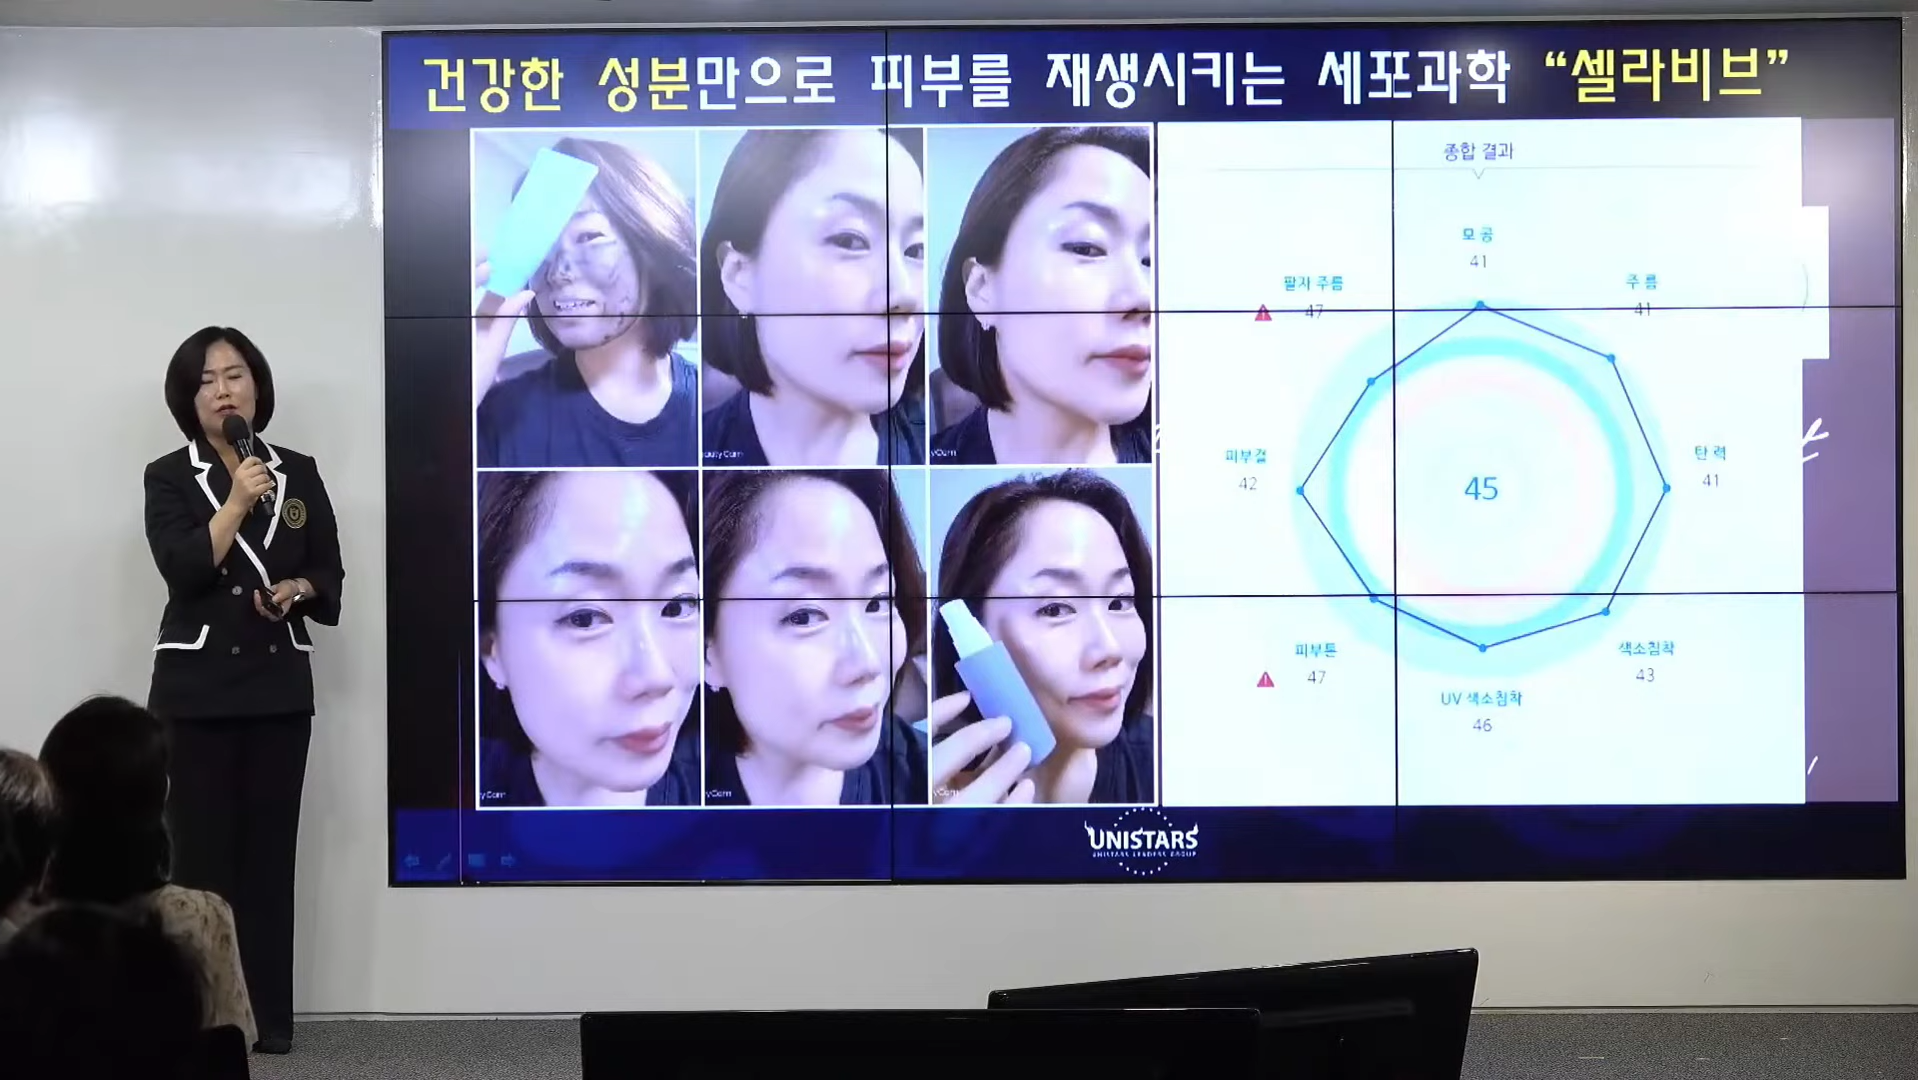 건강한 성분만으로 피부를 재생시키는 세포과학 “셀라비브”
종합 결과
모공
41
팔자 주름
47
주름
41
피부결
42
탄력
41
45
피부톤
47
색소침착
43
UV 색소침착
46
UNISTARS
UNISTARS LEADERS GROUP